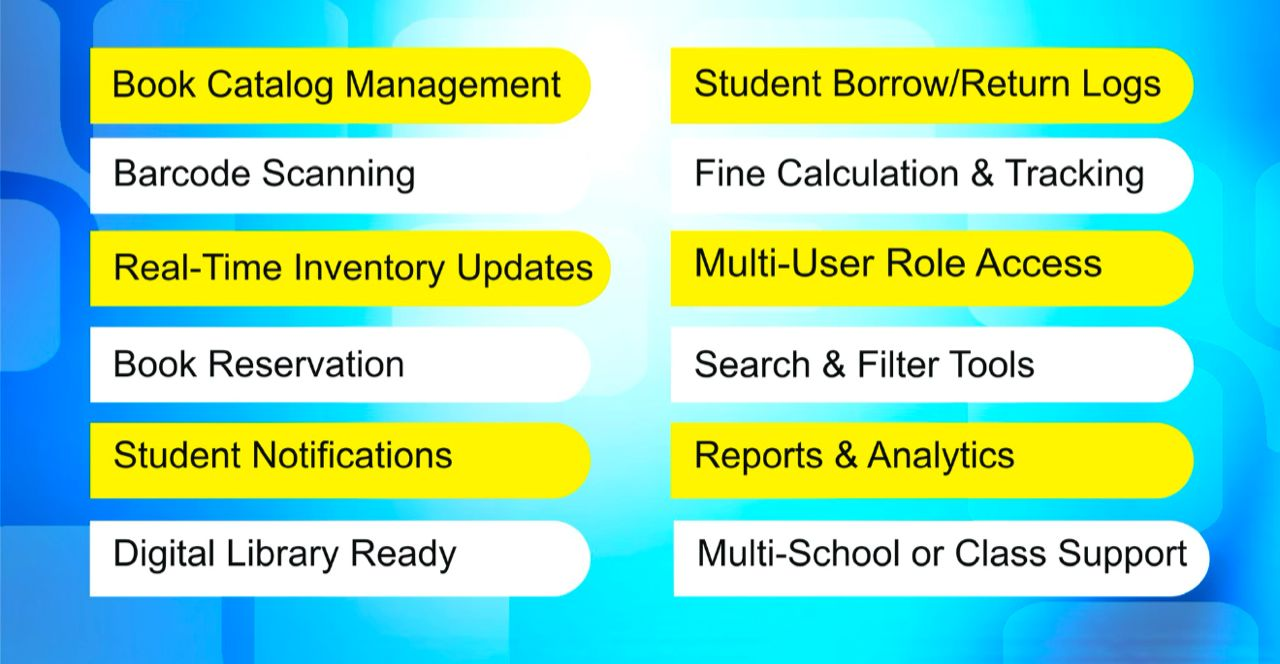 Book Catalog Management
Barcode Scanning
Real-Time Inventory Updates
Book Reservation
Student Notifications
Digital Library Ready
Student Borrow/Return Logs
Fine Calculation & Tracking
Multi-User Role Access
Search & Filter Tools
Reports & Analytics
Multi-School or Class Support